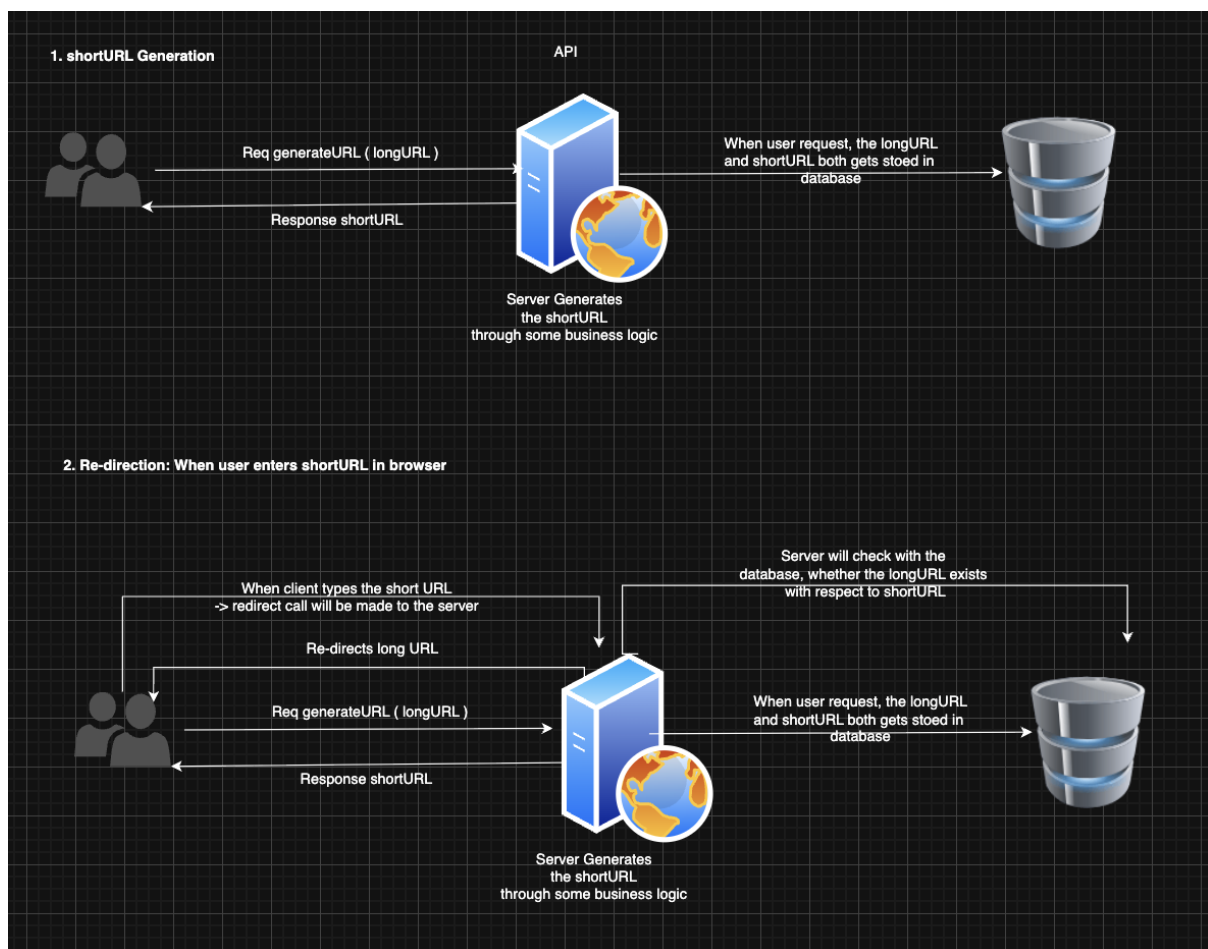 1. shortURL Generation
API
Req generateURL ( longURL )
Response shortURL
When user request, the longURL
and shortURL both gets stoed in
database
Server Generates
the shortURL
through some business logic
2. Re-direction: When user enters shortURL in browser
When client types the short URL
-> redirect call will be made to the server
Server will check with the
database, whether the longURL exists
with respect to shortURL
Re-directs long URL
Req generateURL ( longURL )
Response shortURL
When user request, the longURL
and shortURL both gets stoed in
database
Server Generates
the shortURL
through some business logic